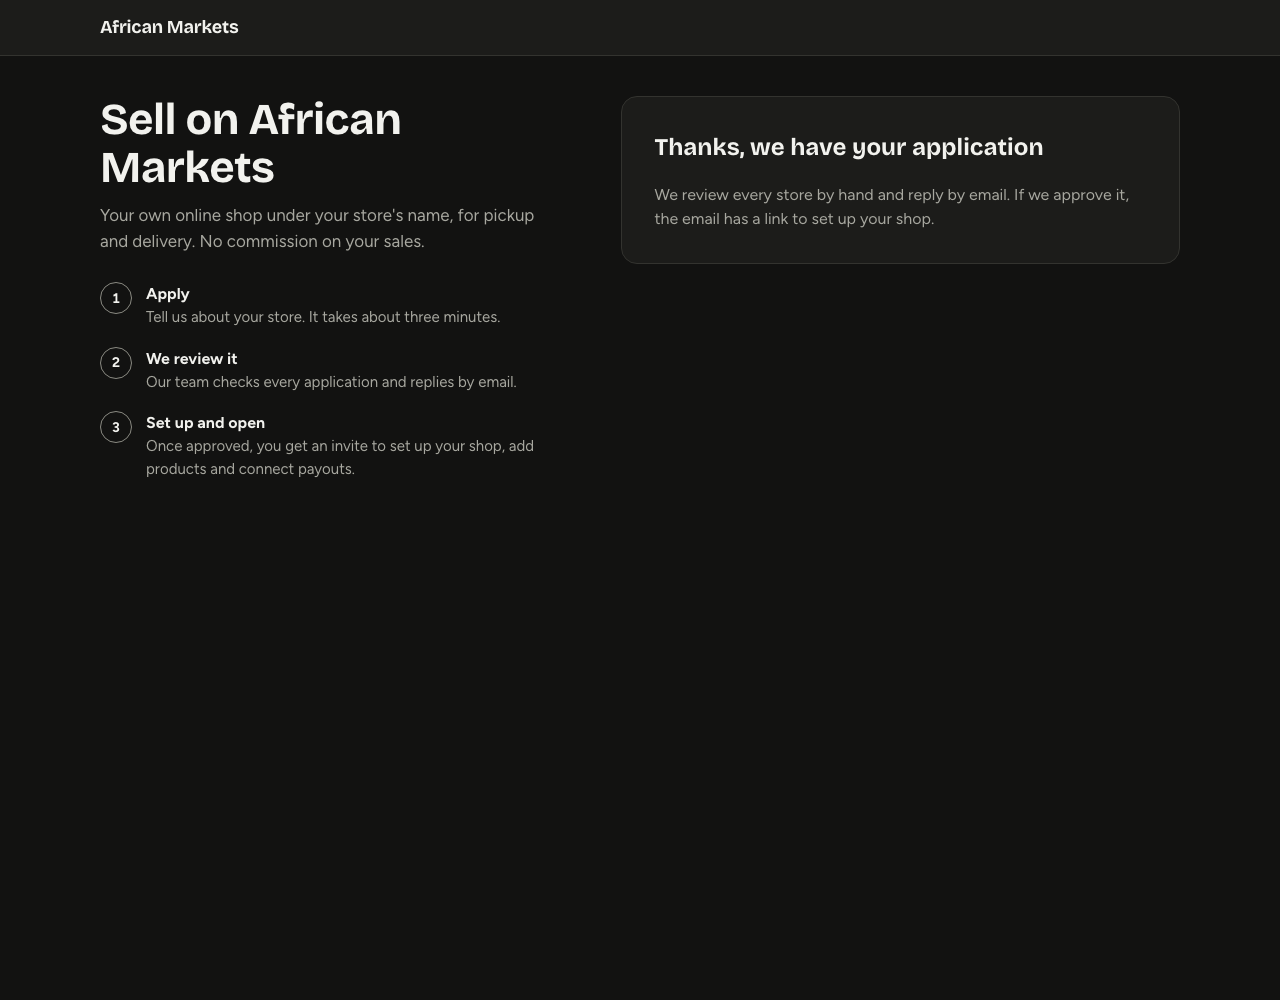 African Markets
Sell on African
Markets
Your own online shop under your store's name, for pickup
and delivery. No commission on your sales.
1
Apply
Tell us about your store. It takes about three minutes.
2
We review it
Our team checks every application and replies by email.
3
Set up and open
Once approved, you get an invite to set up your shop, add
products and connect payouts.
Thanks, we have your application
We review every store by hand and reply by email. If we approve it,
the email has a link to set up your shop.